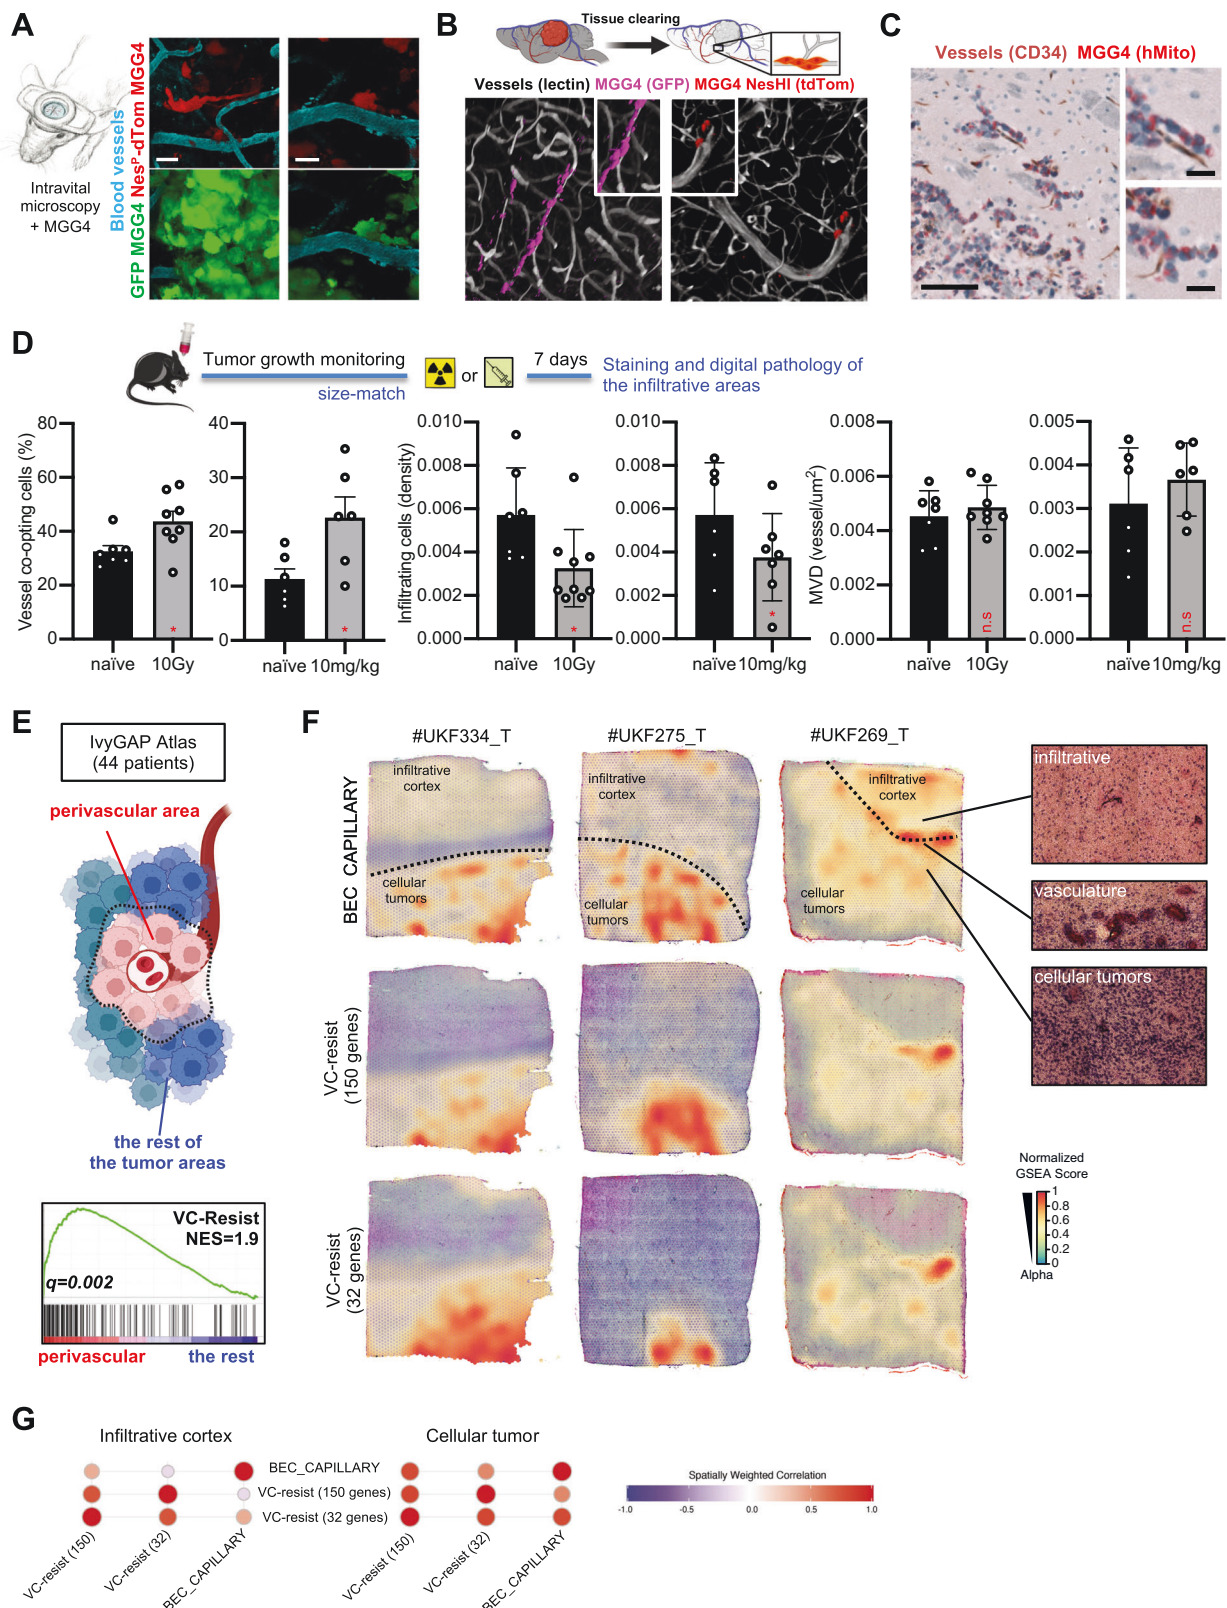 A
Intravital
microscopy
+ MGG4
Blood vessels
GFP MGG4 Nesᴾ-dTom MGG4
B
Tissue clearing
Vessels (lectin) MGG4 (GFP) MGG4 NesHI (tdTom)
C
Vessels (CD34) MGG4 (hMito)
D
Tumor growth monitoring
size-match
or
7 days
Staining and digital pathology of
the infiltrative areas
Vessel co-opting cells (%)
80
60
40
20
0
*
naïve 10Gy
40
30
20
10
0
*
naïve 10mg/kg
Infiltrating cells (density)
0.010
0.008
0.006
0.004
0.002
0.000
*
naïve 10Gy
0.010
0.008
0.006
0.004
0.002
0.000
*
naïve 10mg/kg
MVD (vessel/um²)
0.008
0.006
0.004
0.002
0.000
n.s
naïve 10Gy
0.005
0.004
0.003
0.002
0.001
0.000
n.s
naïve 10mg/kg
E
IvyGAP Atlas
(44 patients)
perivascular area
the rest of
the tumor areas
VC-Resist
NES=1.9
q=0.002
perivascular the rest
F
#UKF334_T
#UKF275_T
#UKF269_T
BEC CAPILLARY
infiltrative
cortex
cellular
tumors
infiltrative
cortex
cellular
tumors
infiltrative
cortex
cellular
tumors
infiltrative
vasculature
cellular tumors
VC-resist
(150 genes)
VC-resist
(32 genes)
Normalized
GSEA Score
1
0.8
0.6
0.4
0.2
0
Alpha
G
Infiltrative cortex
Cellular tumor
BEC_CAPILLARY
VC-resist (150 genes)
VC-resist (32 genes)
VC-resist (150)
VC-resist (32)
BEC_CAPILLARY
VC-resist (150)
VC-resist (32)
BEC_CAPILLARY
Spatially Weighted Correlation
-1.0 -0.5 0.0 0.5 1.0